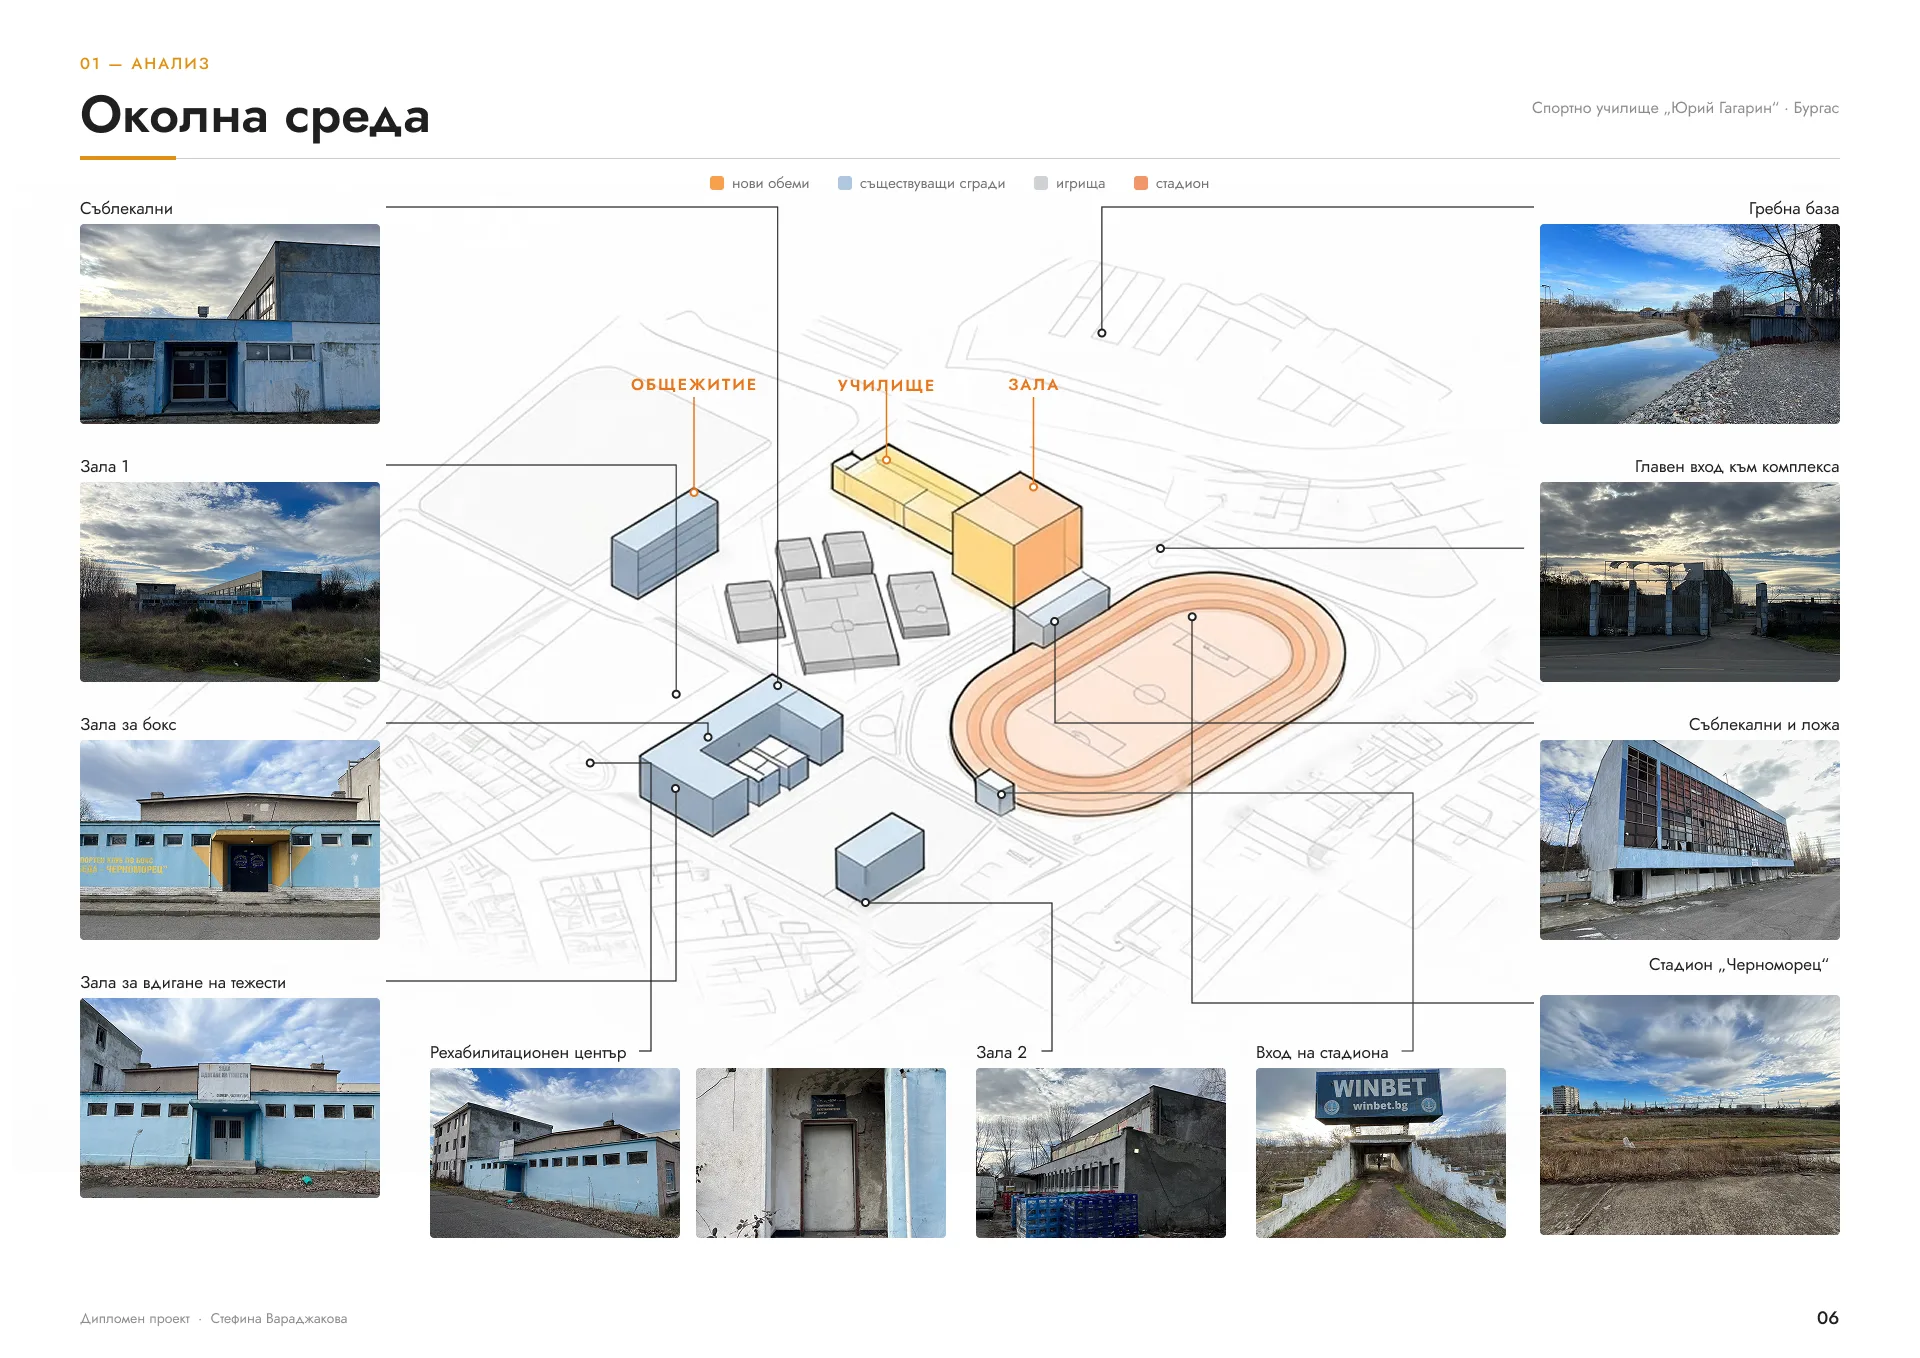 01 — АНАЛИЗ
Околна среда
Спортно училище „Юрий Гагарин“ · Бургас
нови обеми
съществуващи сгради
игрища
стадион
Съблекални
Гребна база
ОБЩЕЖИТИЕ
УЧИЛИЩЕ
ЗАЛА
Зала 1
Главен вход към комплекса
Зала за бокс
Съблекални и ложа
ЧЕРНОМОРЕЦ"
Стадион „Черноморец“
Зала за вдигане на тежести
Рехабилитационен център
Зала 2
Вход на стадиона
WINBET
winbet.bg
Дипломен проект · Стефина Вараджакова
06